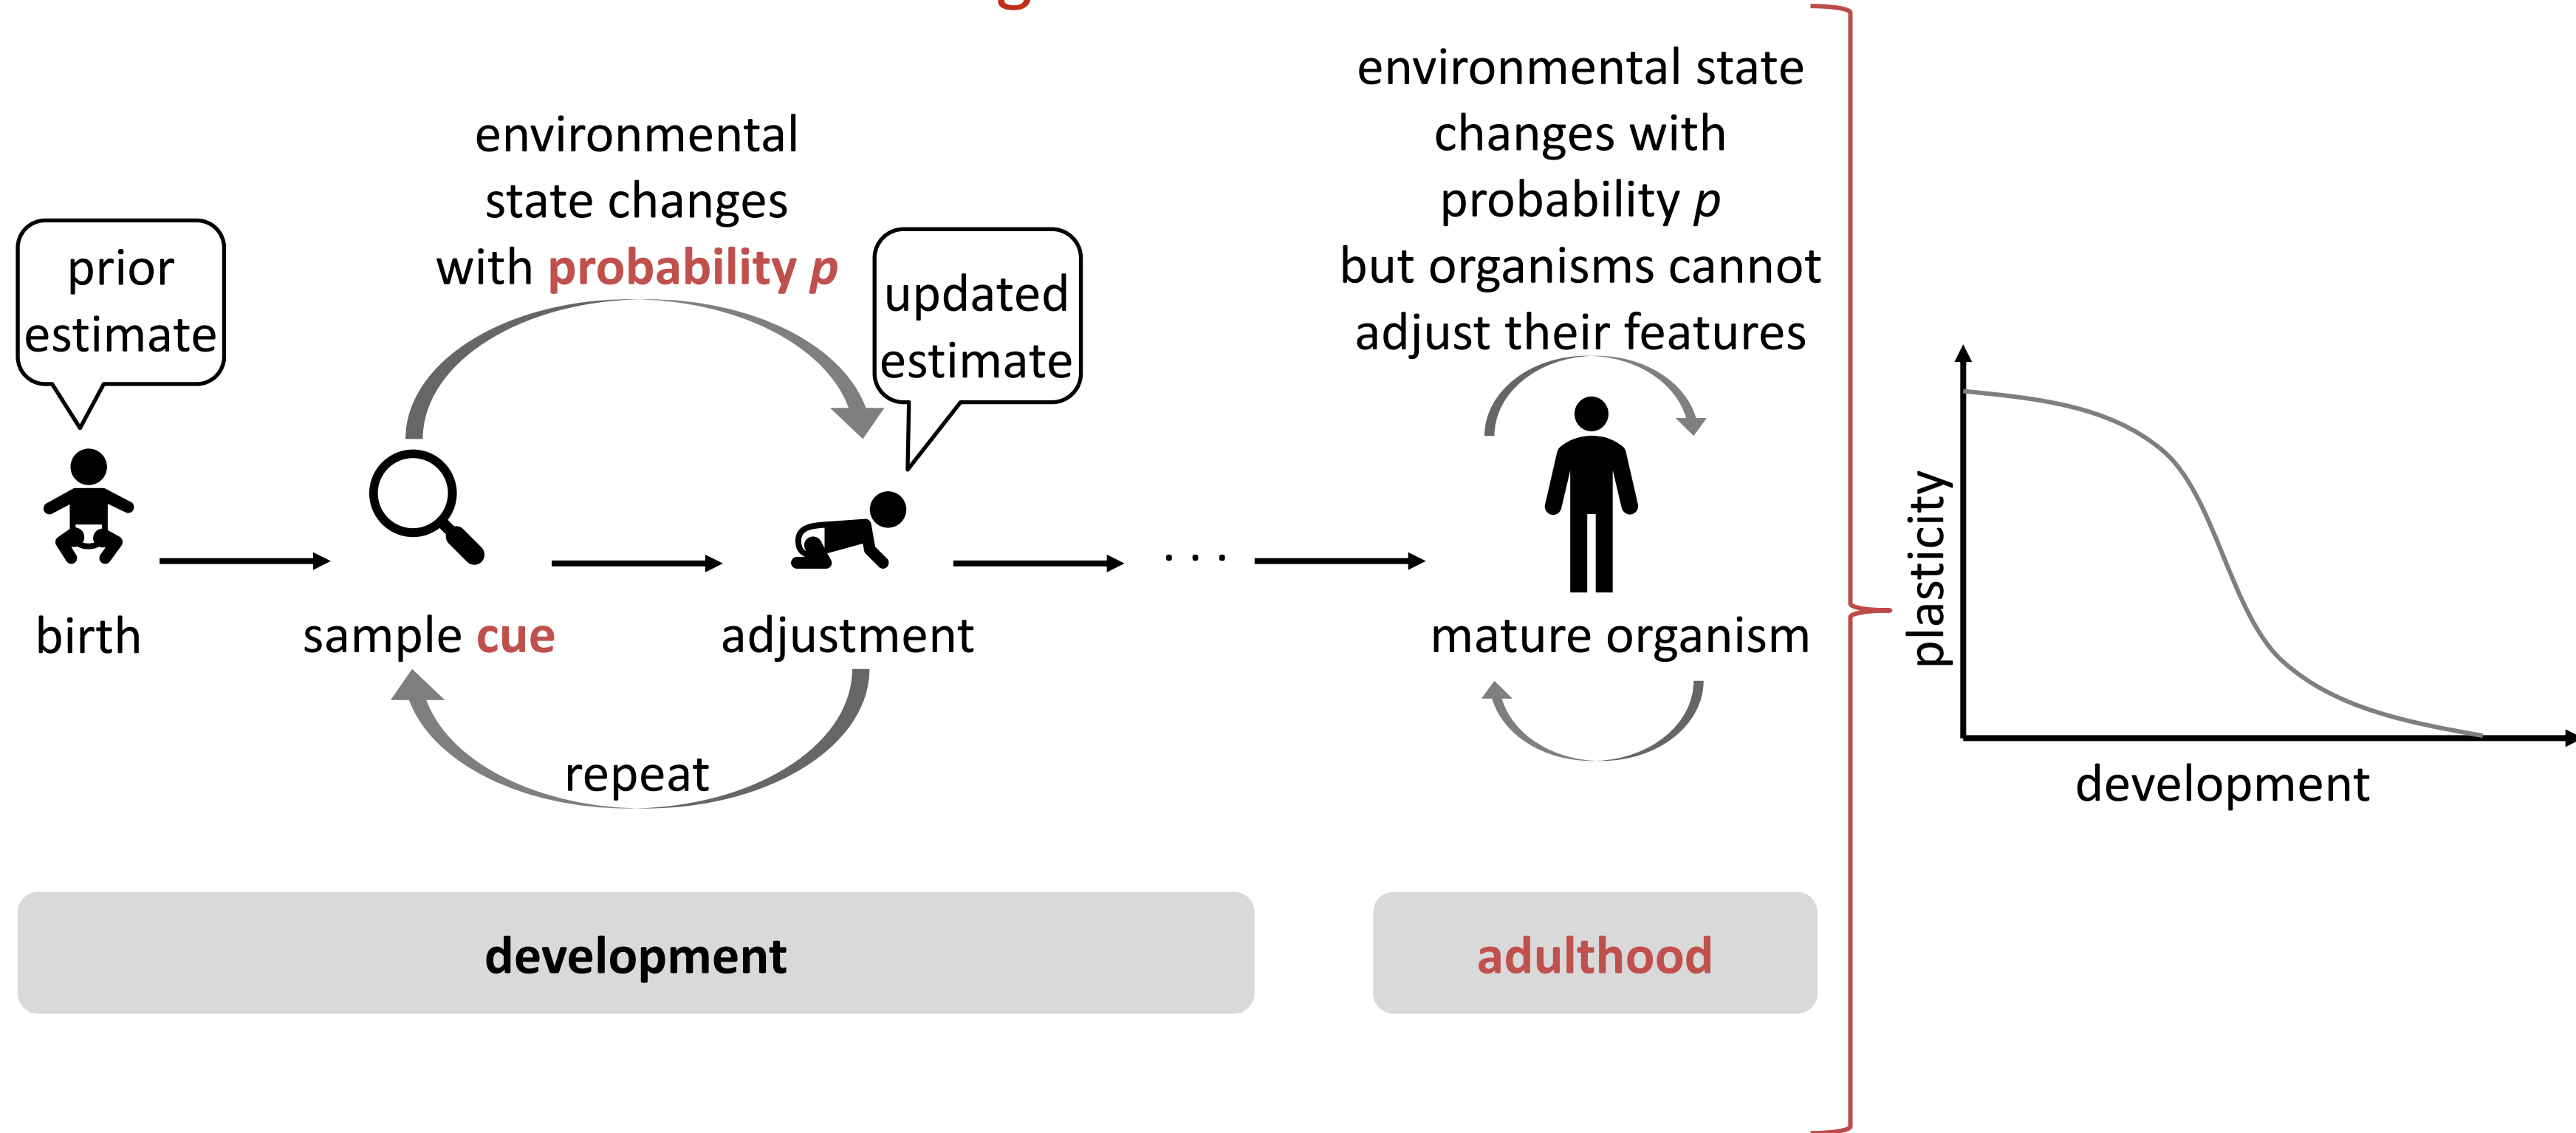 prior
estimate
environmental
state changes
with probability p
updated
estimate
environmental state
changes with
probability p
but organisms cannot
adjust their features
birth
sample cue
adjustment
. . .
mature organism
repeat
development
adulthood
plasticity
development